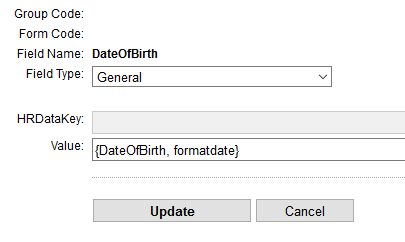 Group Code:
Form Code:
Field Name: DateOfBirth
Field Type: General
HRDataKey:
Value: {DateOfBirth, formatdate}
Update Cancel